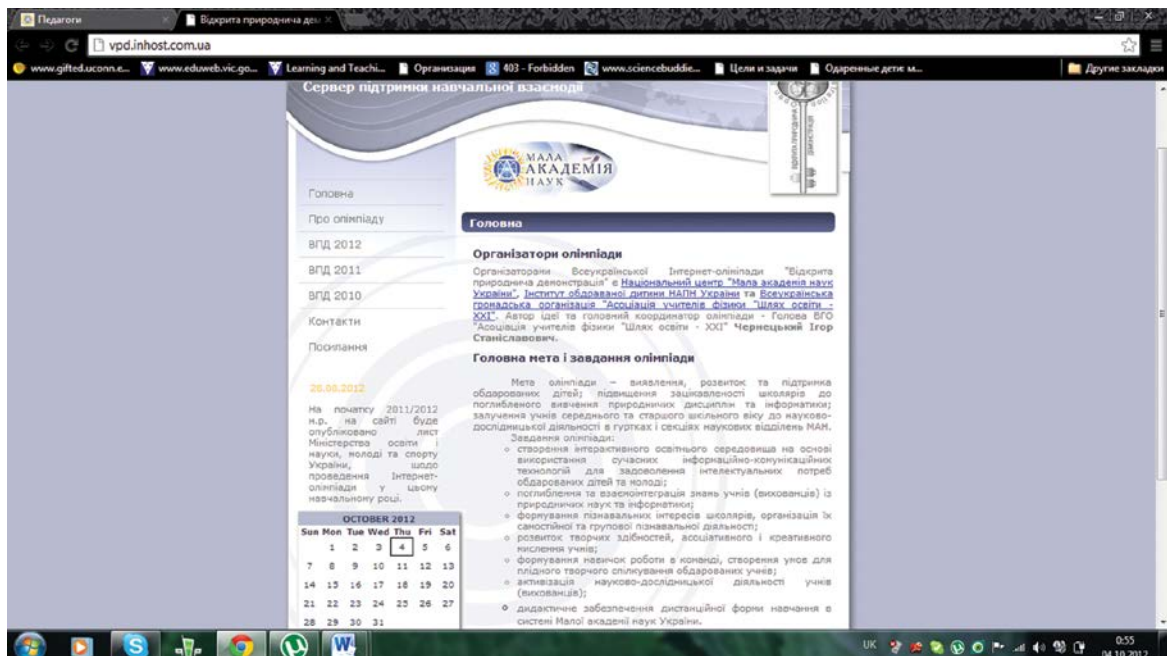 Педагоги
Відкрита природнича дем
vpd.inhost.com.ua
www.gifted.uconn.e...
www.eduweb.vic.go...
Learning and Teachi...
Организация
403 - Forbidden
www.sciencebuddie...
Цели и задачи
Одаренные дети: м...
Другие закладки
Сервер підтримки навчальної взаємодії
МАЛА
АКАДЕМІЯ
НАУК
Головна
Про олімпіаду
ВПД 2012
ВПД 2011
ВПД 2010
Контакти
Посилання
28.08.2012
На початку 2011/2012
н.р. на сайті буде
опубліковано лист
Міністерства освіти і
науки, молоді та спорту
України, щодо
проведення Інтернет-
олімпіади у цьому
навчальному році.
OCTOBER 2012
Sun Mon Tue Wed Thu Fri Sat
1 2 3 4 5 6
7 8 9 10 11 12 13
14 15 16 17 18 19 20
21 22 23 24 25 26 27
28 29 30 31
Головна
Організатори олімпіади
Організаторами Всеукраїнської Інтернет-олімпіади "Відкрита
природнича демонстрація" є Національний центр "Мала академія наук
України", Інститут обдарованої дитини НАПН України та Всеукраїнська
громадська організація "Асоціація учителів фізики "Шлях освіти -
ХХІ". Автор ідеї та головний координатор олімпіади - Голова ВГО
"Асоціація учителів фізики "Шлях освіти - ХХІ" Чернецький Ігор
Станіславович.
Головна мета і завдання олімпіади
Мета олімпіади – виявлення, розвиток та підтримка
обдарованих дітей; підвищення зацікавленості школярів до
поглибленого вивчення природничих дисциплін та інформатики;
залучення учнів середнього та старшого шкільного віку до науково-
дослідницької діяльності в гуртках і секціях наукових відділень МАН.
Завдання олімпіади:
створення інтерактивного освітнього середовища на основі
використання сучасних інформаційно-комунікаційних
технологій для задоволення інтелектуальних потреб
обдарованих дітей та молоді;
поглиблення та взаємоінтеграція знань учнів (вихованців) із
природничих наук та інформатики;
формування пізнавальних інтересів школярів, організація їх
самостійної та групової пізнавальної діяльності;
розвиток творчих здібностей, асоціативного і креативного
мислення учнів;
формування навичок роботи в команді, створення умов для
плідного творчого спілкування обдарованих учнів;
активізація науково-дослідницької діяльності учнів
(вихованців);
дидактичне забезпечення дистанційної форми навчання в
системі Малої академії наук України.
UK
0:55
04.10.2012